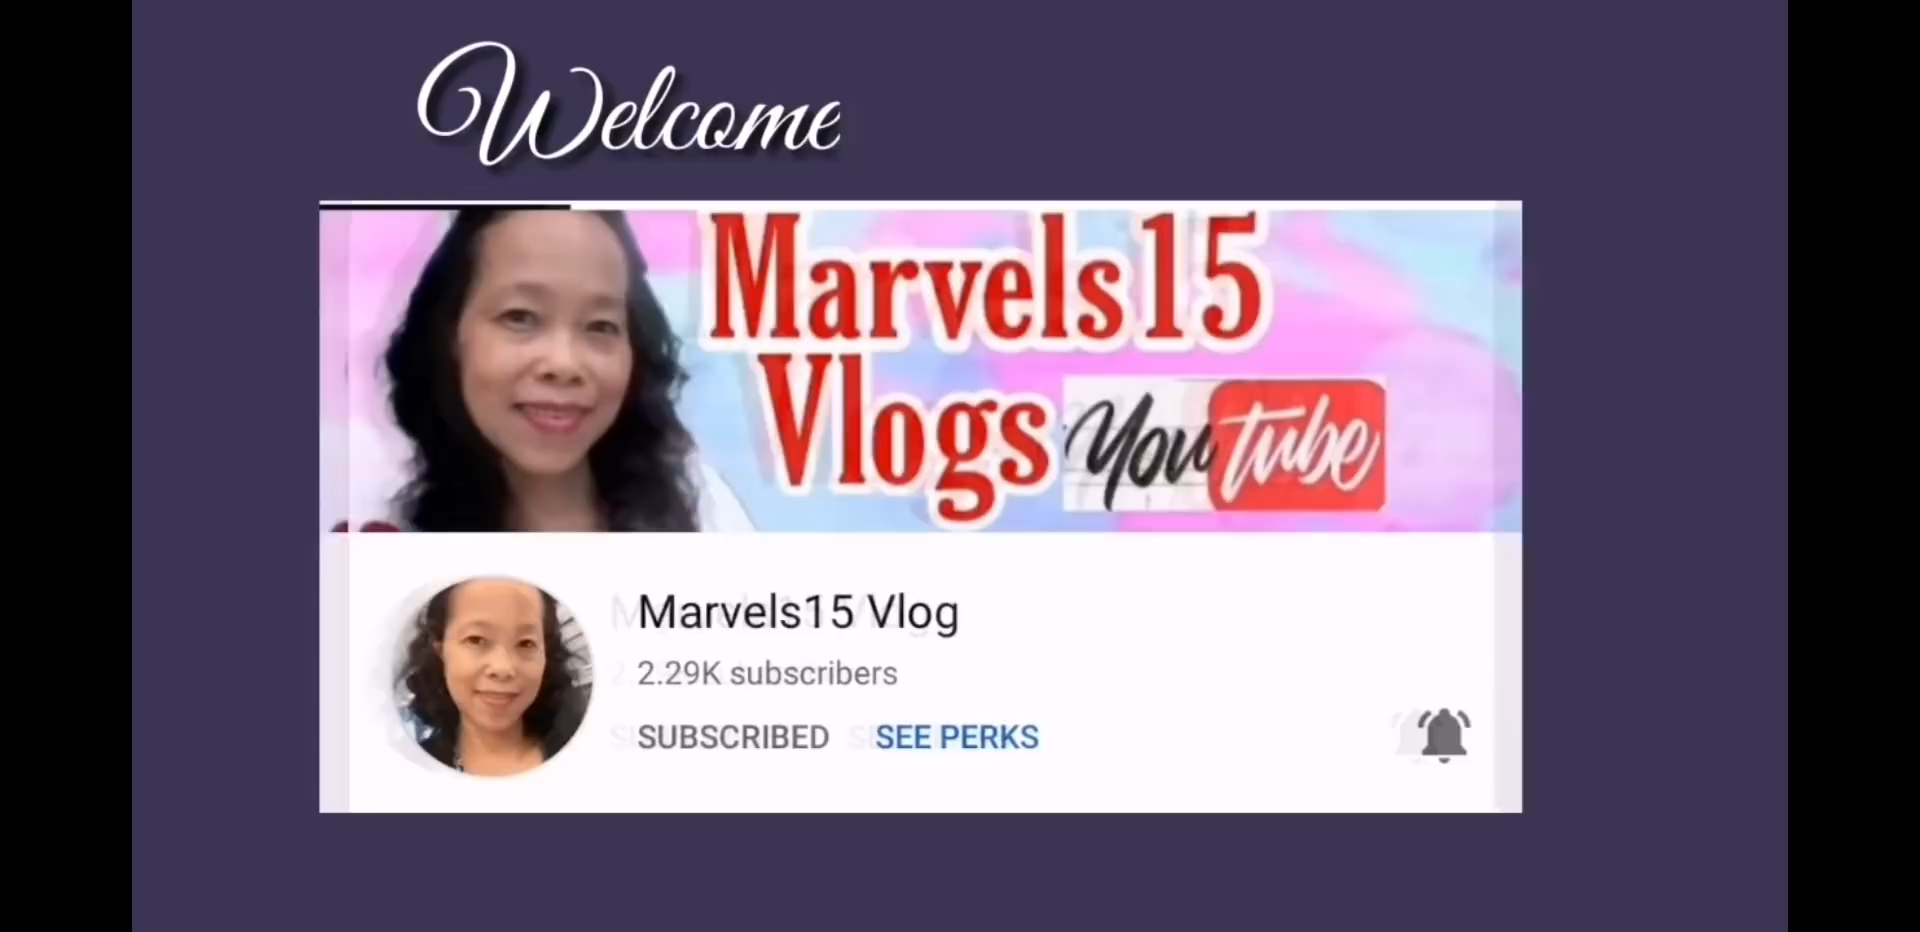 Welcome
Marvels15
Vlogs YouTube
Marvels15 Vlog
2.29K subscribers
SUBSCRIBED SEE PERKS